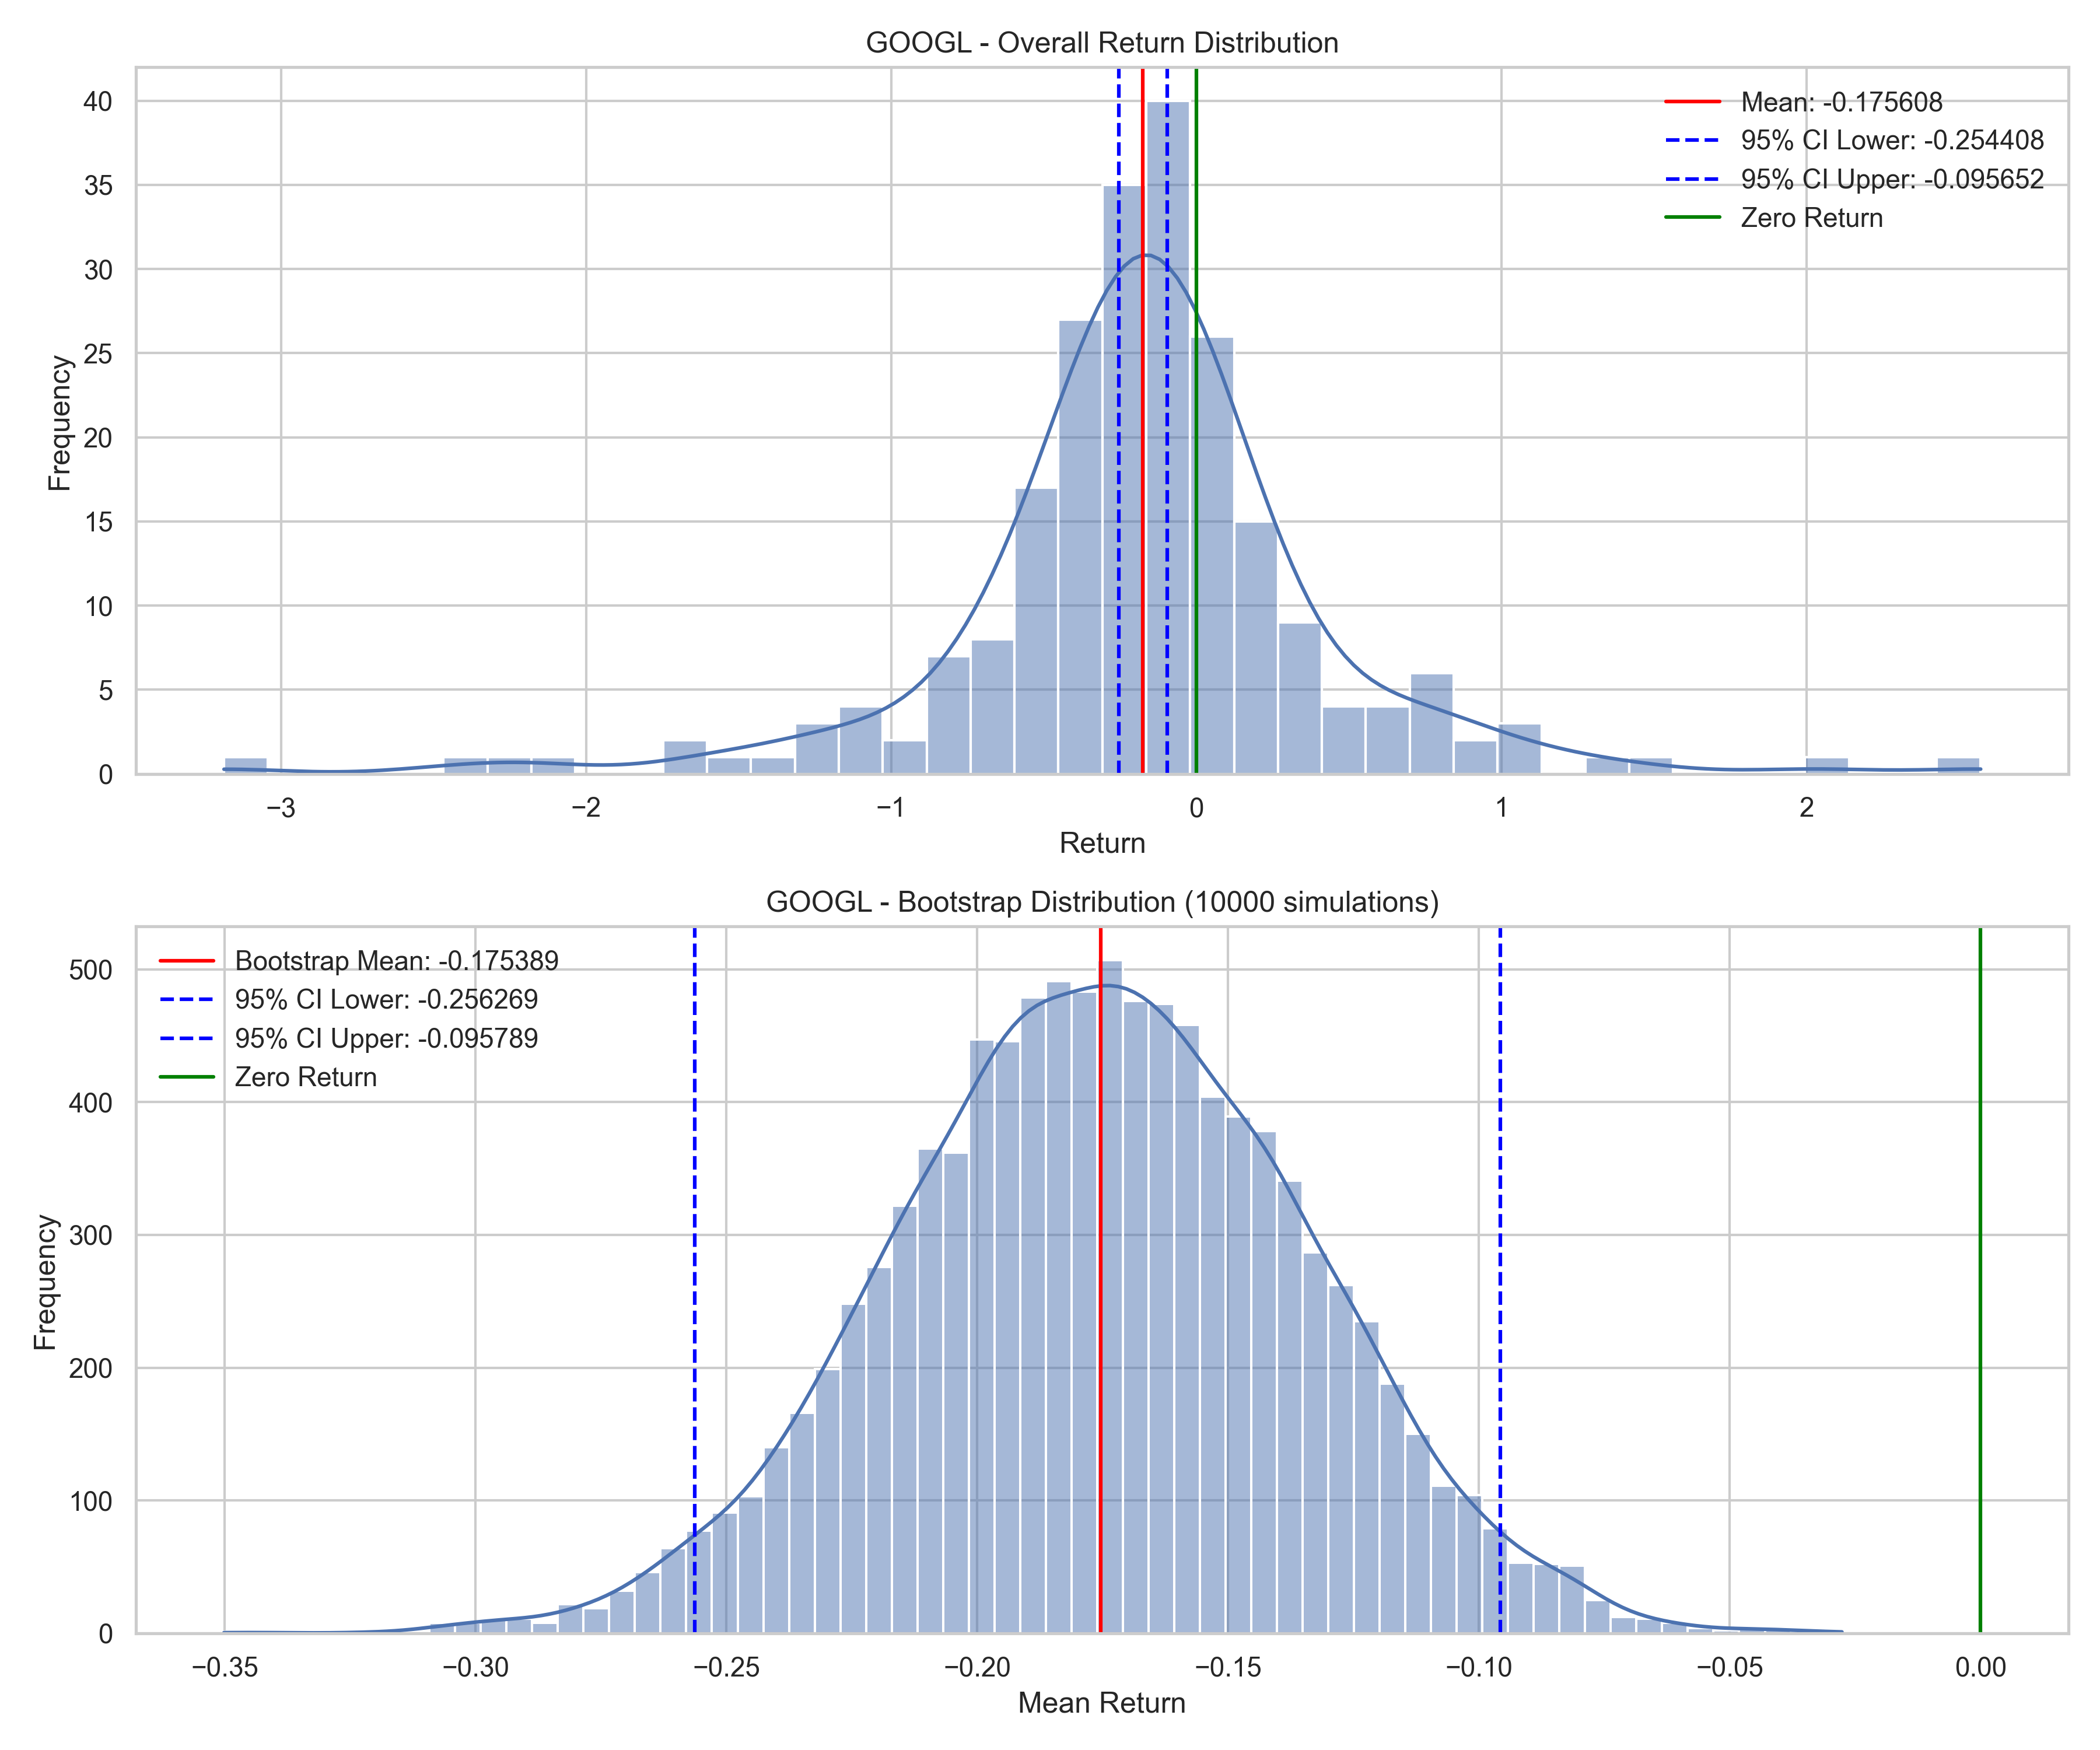 GOOGL - Overall Return Distribution
Mean: -0.175608
95% CI Lower: -0.254408
95% CI Upper: -0.095652
Zero Return
40
35
30
25
20
15
10
5
0
Frequency
−3
−2
−1
0
1
2
Return
GOOGL - Bootstrap Distribution (10000 simulations)
Bootstrap Mean: -0.175389
95% CI Lower: -0.256269
95% CI Upper: -0.095789
Zero Return
500
400
300
200
100
0
Frequency
−0.35
−0.30
−0.25
−0.20
−0.15
−0.10
−0.05
0.00
Mean Return